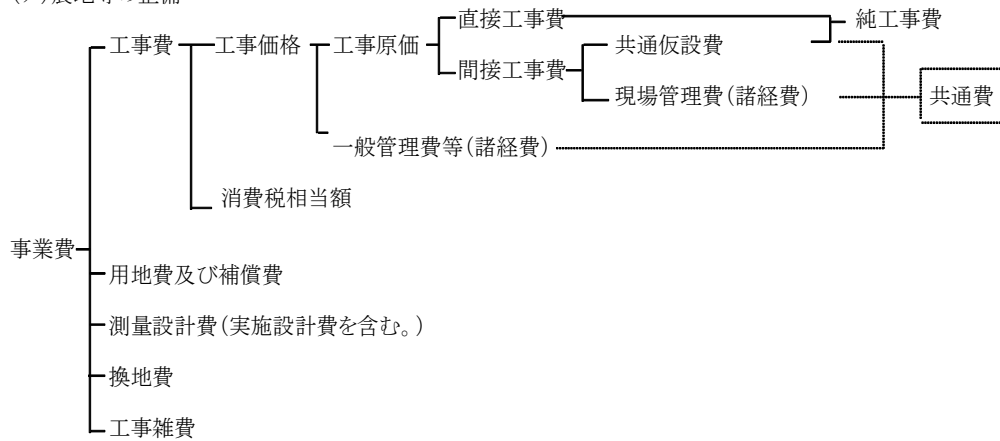 農地等の整備
直接工事費 純工事費
工事費 工事価格 工事原価 共通仮設費
間接工事費
現場管理費(諸経費) 共通費
一般管理費等(諸経費)
消費税相当額
事業費
用地費及び補償費
測量設計費(実施設計費を含む。)
換地費
工事雑費